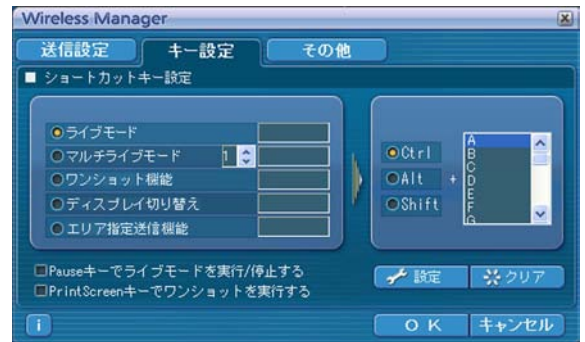 Wireless Manager
送信設定 キー設定 その他
ショートカットキー設定
ライブモード
マルチライブモード 1
ワンショット機能
ディスプレイ切り替え
エリア指定送信機能
Ctrl
Alt +
Shift
A
B
C
D
E
F
G
Pauseキーでライブモードを実行/停止する
PrintScreenキーでワンショットを実行する
設定 クリア
i
OK キャンセル